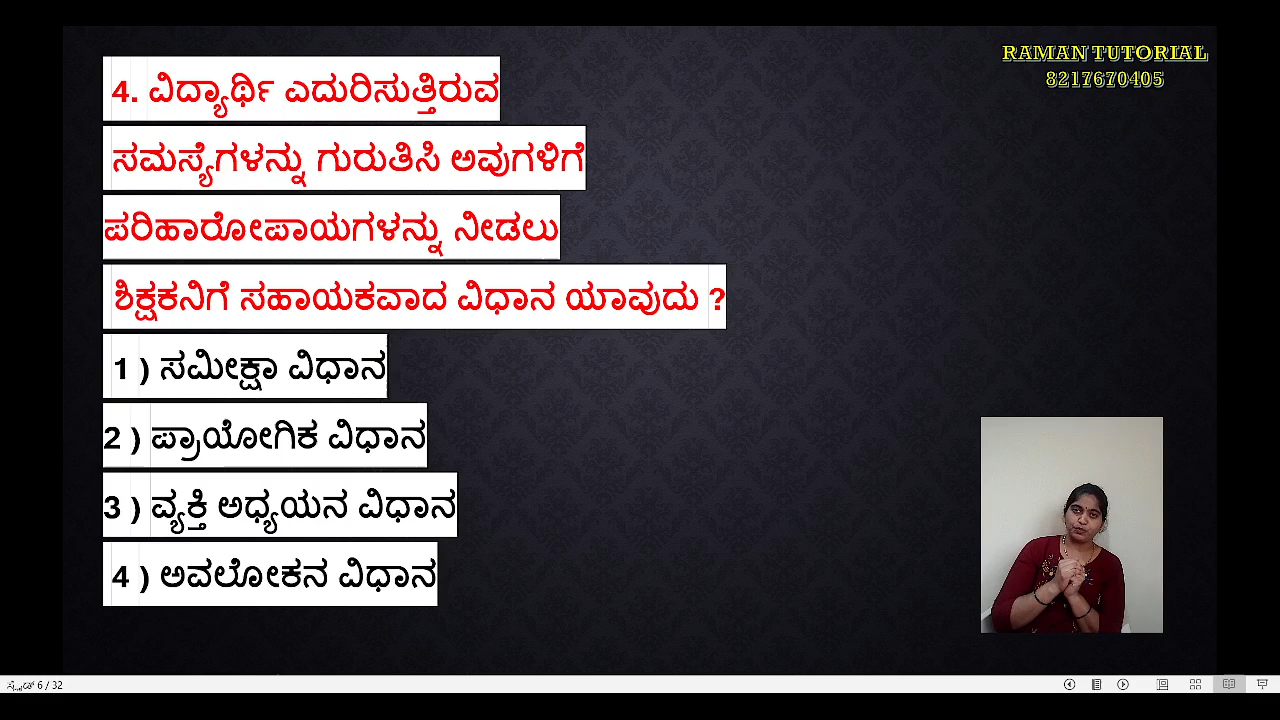 RAMAN TUTORIAL
8217670405
4. ವಿದ್ಯಾರ್ಥಿ ಎದುರಿಸುತ್ತಿರುವ
ಸಮಸ್ಯೆಗಳನ್ನು ಗುರುತಿಸಿ ಅವುಗಳಿಗೆ
ಪರಿಹಾರೋಪಾಯಗಳನ್ನು ನೀಡಲು
ಶಿಕ್ಷಕನಿಗೆ ಸಹಾಯಕವಾದ ವಿಧಾನ ಯಾವುದು ?
1 ) ಸಮೀಕ್ಷಾ ವಿಧಾನ
2 ) ಪ್ರಾಯೋಗಿಕ ವಿಧಾನ
3 ) ವ್ಯಕ್ತಿ ಅಧ್ಯಯನ ವಿಧಾನ
4 ) ಅವಲೋಕನ ವಿಧಾನ
ಸ್ಲೈಡ್ 6 / 32